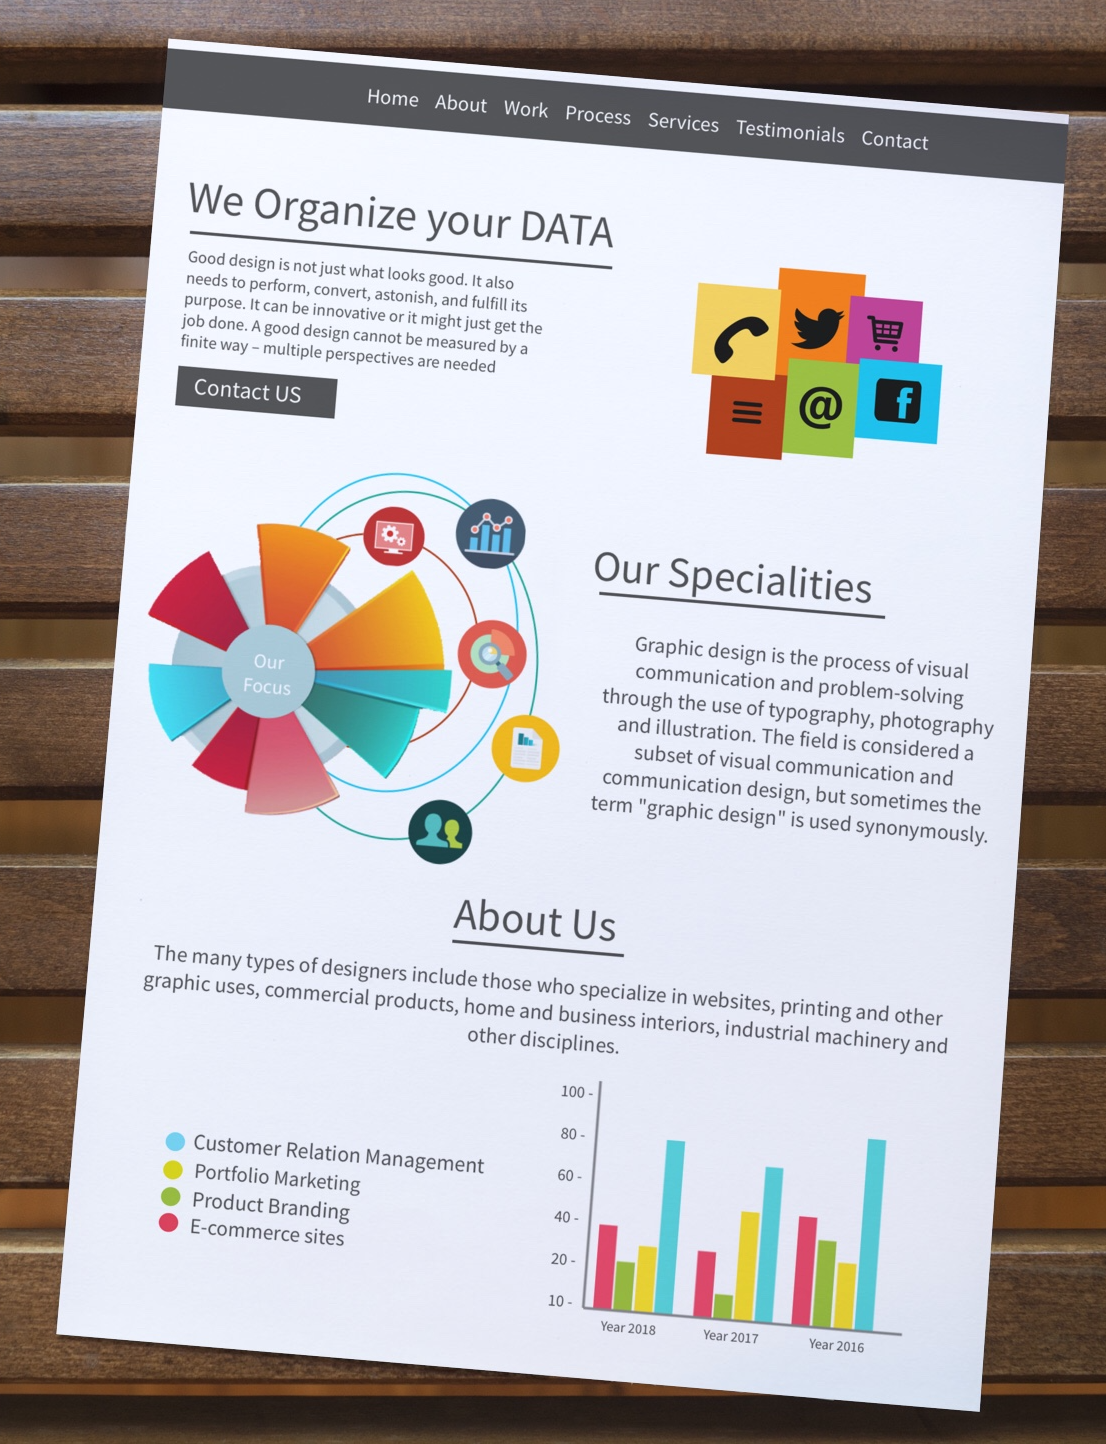 Home About Work Process Services Testimonials Contact
We Organize your DATA
Good design is not just what looks good. It also
needs to perform, convert, astonish, and fulfill its
purpose. It can be innovative or it might just get the
job done. A good design cannot be measured by a
finite way – multiple perspectives are needed
Contact US
@
f
Our
Focus
Our Specialities
Graphic design is the process of visual
communication and problem-solving
through the use of typography, photography
and illustration. The field is considered a
subset of visual communication and
communication design, but sometimes the
term "graphic design" is used synonymously.
About Us
The many types of designers include those who specialize in websites, printing and other
graphic uses, commercial products, home and business interiors, industrial machinery and
other disciplines.
Customer Relation Management
Portfolio Marketing
Product Branding
E-commerce sites
100 -
80 -
60 -
40 -
20 -
10 -
Year 2018 Year 2017 Year 2016